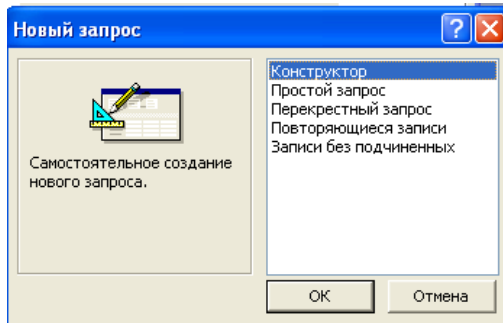 Новый запрос
Самостоятельное создание
нового запроса.
Конструктор
Простой запрос
Перекрестный запрос
Повторяющиеся записи
Записи без подчиненных
ОК
Отмена